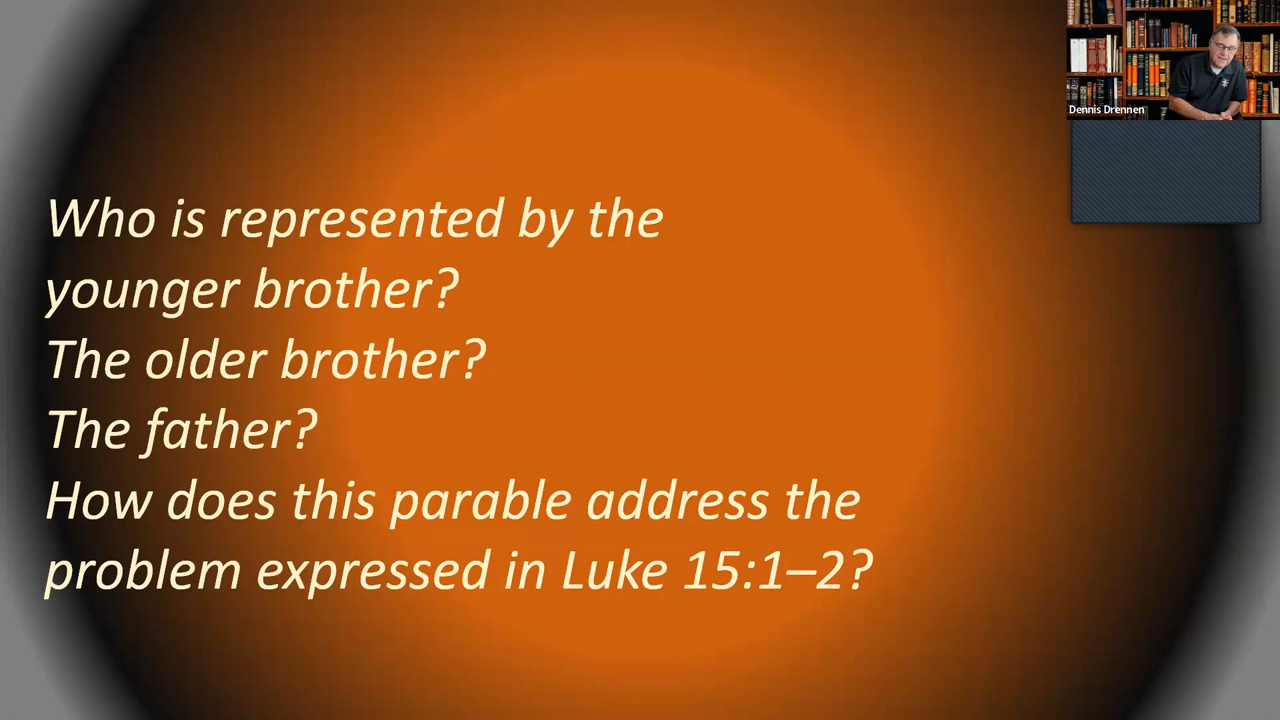 Dennis Drennen
Who is represented by the
younger brother?
The older brother?
The father?
How does this parable address the
problem expressed in Luke 15:1–2?